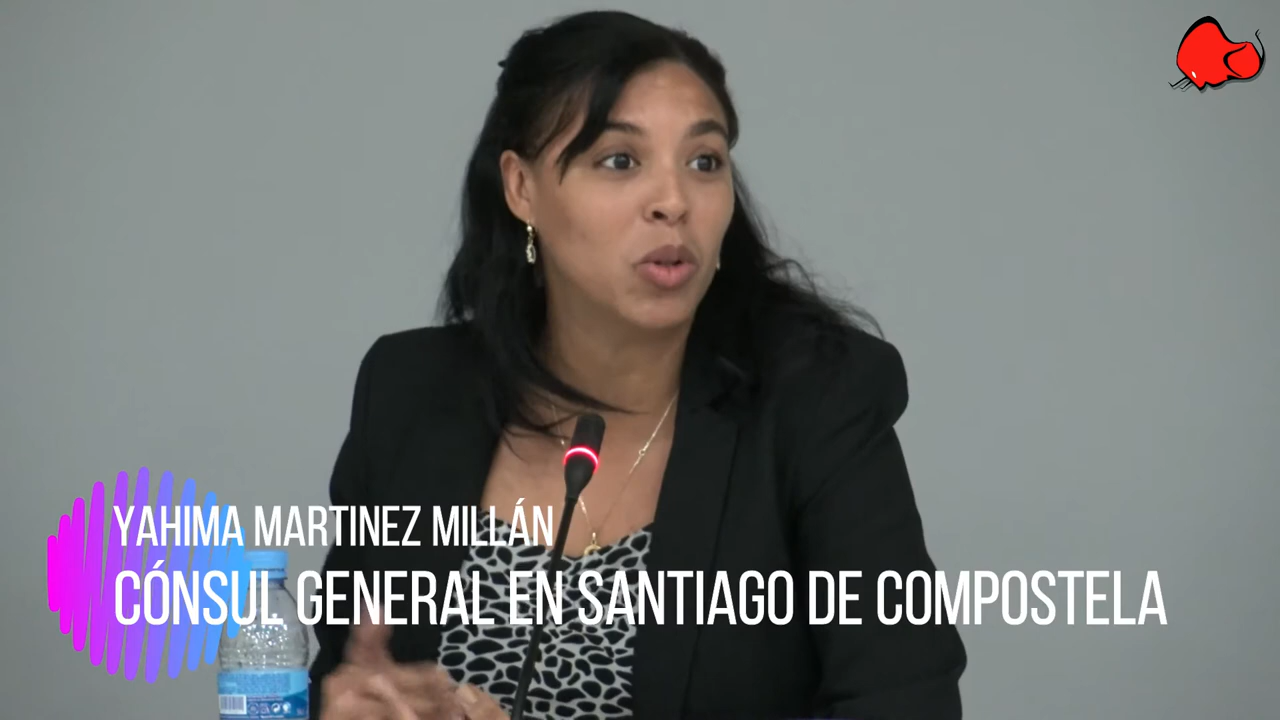 YAHIMA MARTINEZ MILLÁN
CÓNSUL GENERAL EN SANTIAGO DE COMPOSTELA